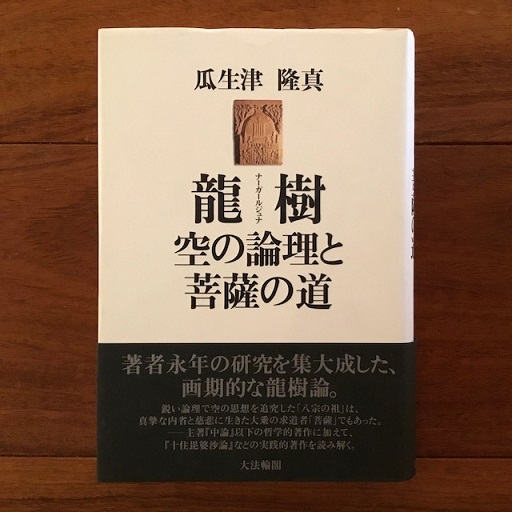 瓜生津 隆真
龍樹
ナーガールジュナ
空の論理と
菩薩の道
著者永年の研究を集大成した、
画期的な龍樹論。
鋭い論理で空の思想を追究した「八宗の祖」は、
真摯な内省と慈悲に生きた大乗の求道者「菩薩」でもあった。
――主著『中論』以下の哲学的著作に加えて、
『十住毘婆沙論』などの実践的著作を読み解く。
大法輪閣